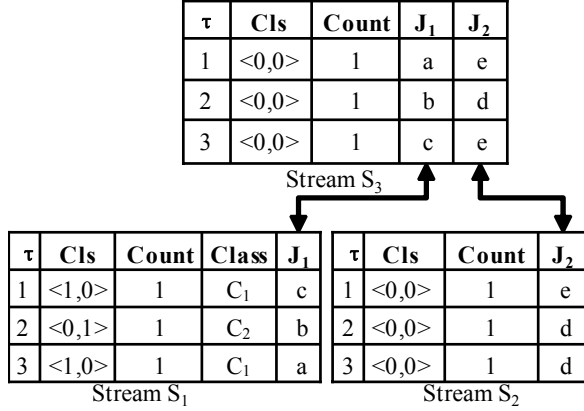 τ Cls Count J₁ J₂
1 <0,0> 1 a e
2 <0,0> 1 b d
3 <0,0> 1 c e
Stream S₃
τ Cls Count Class J₁
1 <1,0> 1 C₁ c
2 <0,1> 1 C₂ b
3 <1,0> 1 C₁ a
Stream S₁
τ Cls Count J₂
1 <0,0> 1 e
2 <0,0> 1 d
3 <0,0> 1 d
Stream S₂